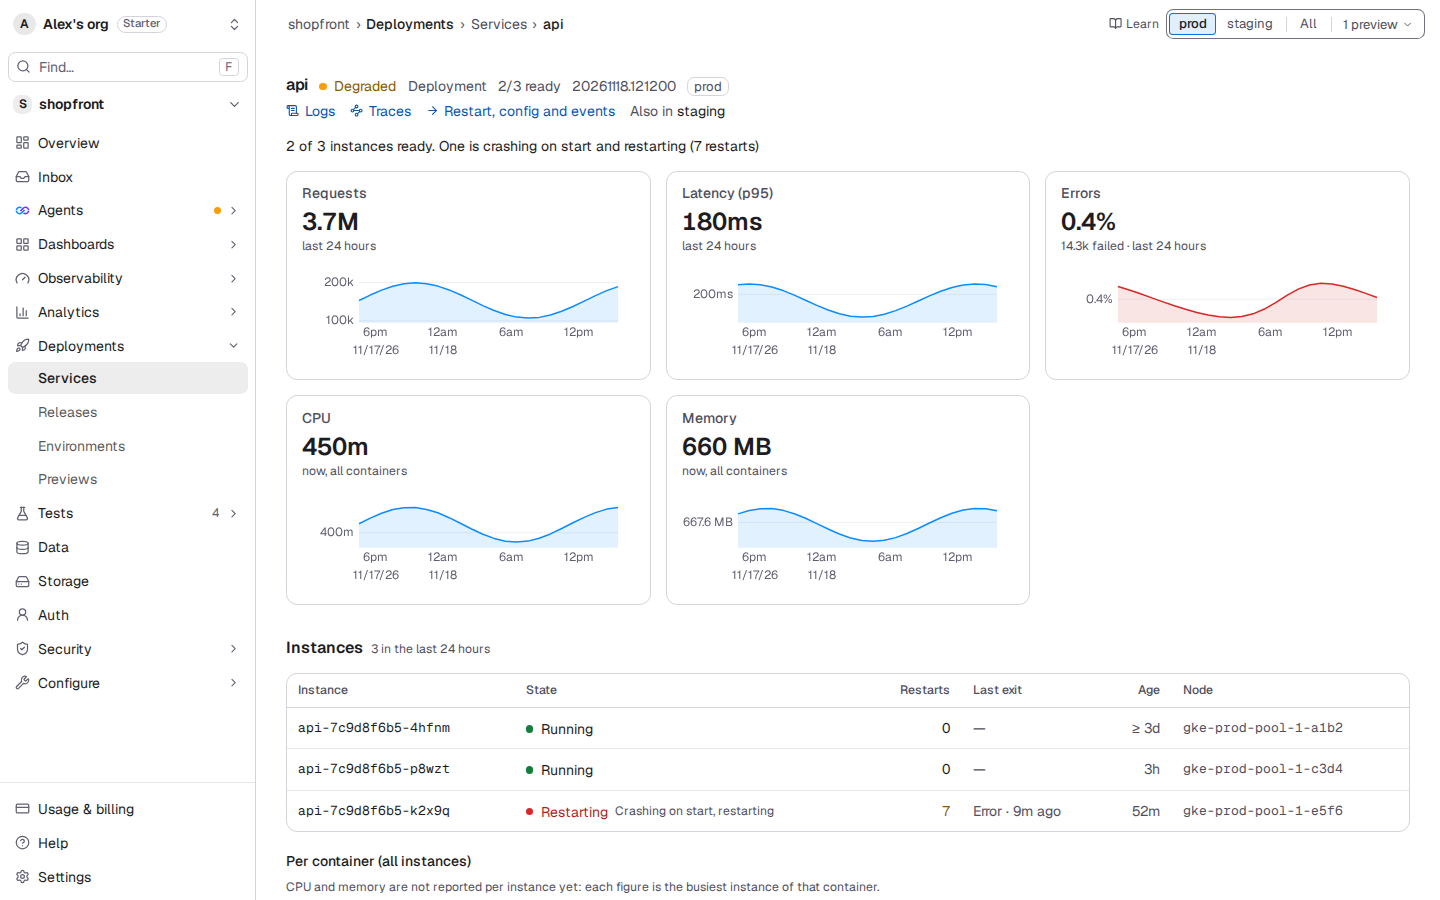 A Alex's org Starter
Find... F
S shopfront
Overview
Inbox
Agents
Dashboards
Observability
Analytics
Deployments
Services
Releases
Environments
Previews
Tests 4
Data
Storage
Auth
Security
Configure
Usage & billing
Help
Settings
shopfront › Deployments › Services › api
Learn prod staging All 1 preview
api Degraded Deployment 2/3 ready 20261118.121200 prod
Logs Traces Restart, config and events Also in staging
2 of 3 instances ready. One is crashing on start and restarting (7 restarts)
Requests
3.7M
last 24 hours
200k
100k
6pm 12am 6am 12pm
11/17/26 11/18
Latency (p95)
180ms
last 24 hours
200ms
6pm 12am 6am 12pm
11/17/26 11/18
Errors
0.4%
14.3k failed · last 24 hours
0.4%
6pm 12am 6am 12pm
11/17/26 11/18
CPU
450m
now, all containers
400m
6pm 12am 6am 12pm
11/17/26 11/18
Memory
660 MB
now, all containers
667.6 MB
6pm 12am 6am 12pm
11/17/26 11/18
Instances 3 in the last 24 hours
Instance State Restarts Last exit Age Node
api-7c9d8f6b5-4hfnm Running 0 — ≥ 3d gke-prod-pool-1-a1b2
api-7c9d8f6b5-p8wzt Running 0 — 3h gke-prod-pool-1-c3d4
api-7c9d8f6b5-k2x9q Restarting Crashing on start, restarting 7 Error · 9m ago 52m gke-prod-pool-1-e5f6
Per container (all instances)
CPU and memory are not reported per instance yet: each figure is the busiest instance of that container.